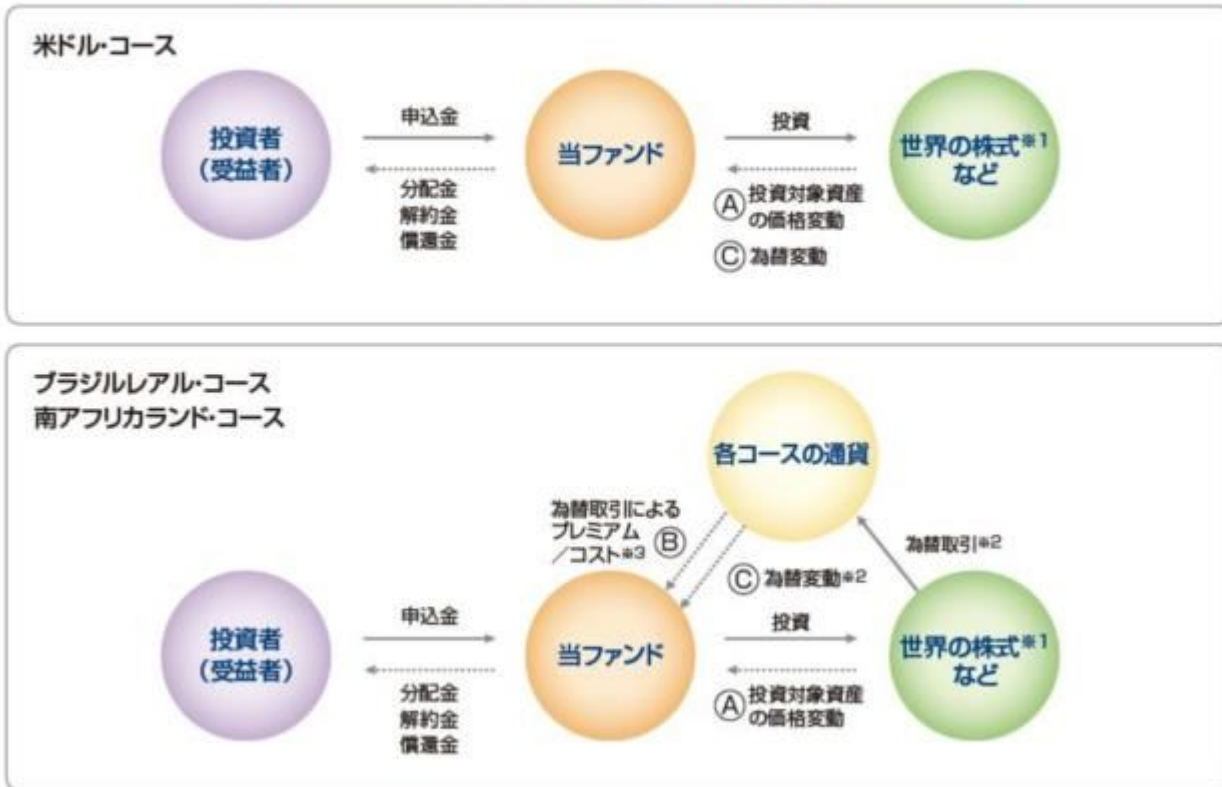 米ドル・コース
投資者
(受益者)
申込金
分配金
解約金
償還金
当ファンド
投資
Ⓐ 投資対象資産
の価格変動
Ⓒ 為替変動
世界の株式※1
など
ブラジルレアル・コース
南アフリカランド・コース
各コースの通貨
為替取引による
プレミアム
／コスト※3 Ⓑ
Ⓒ 為替変動※2
為替取引※2
投資者
(受益者)
申込金
分配金
解約金
償還金
当ファンド
投資
Ⓐ 投資対象資産
の価格変動
世界の株式※1
など